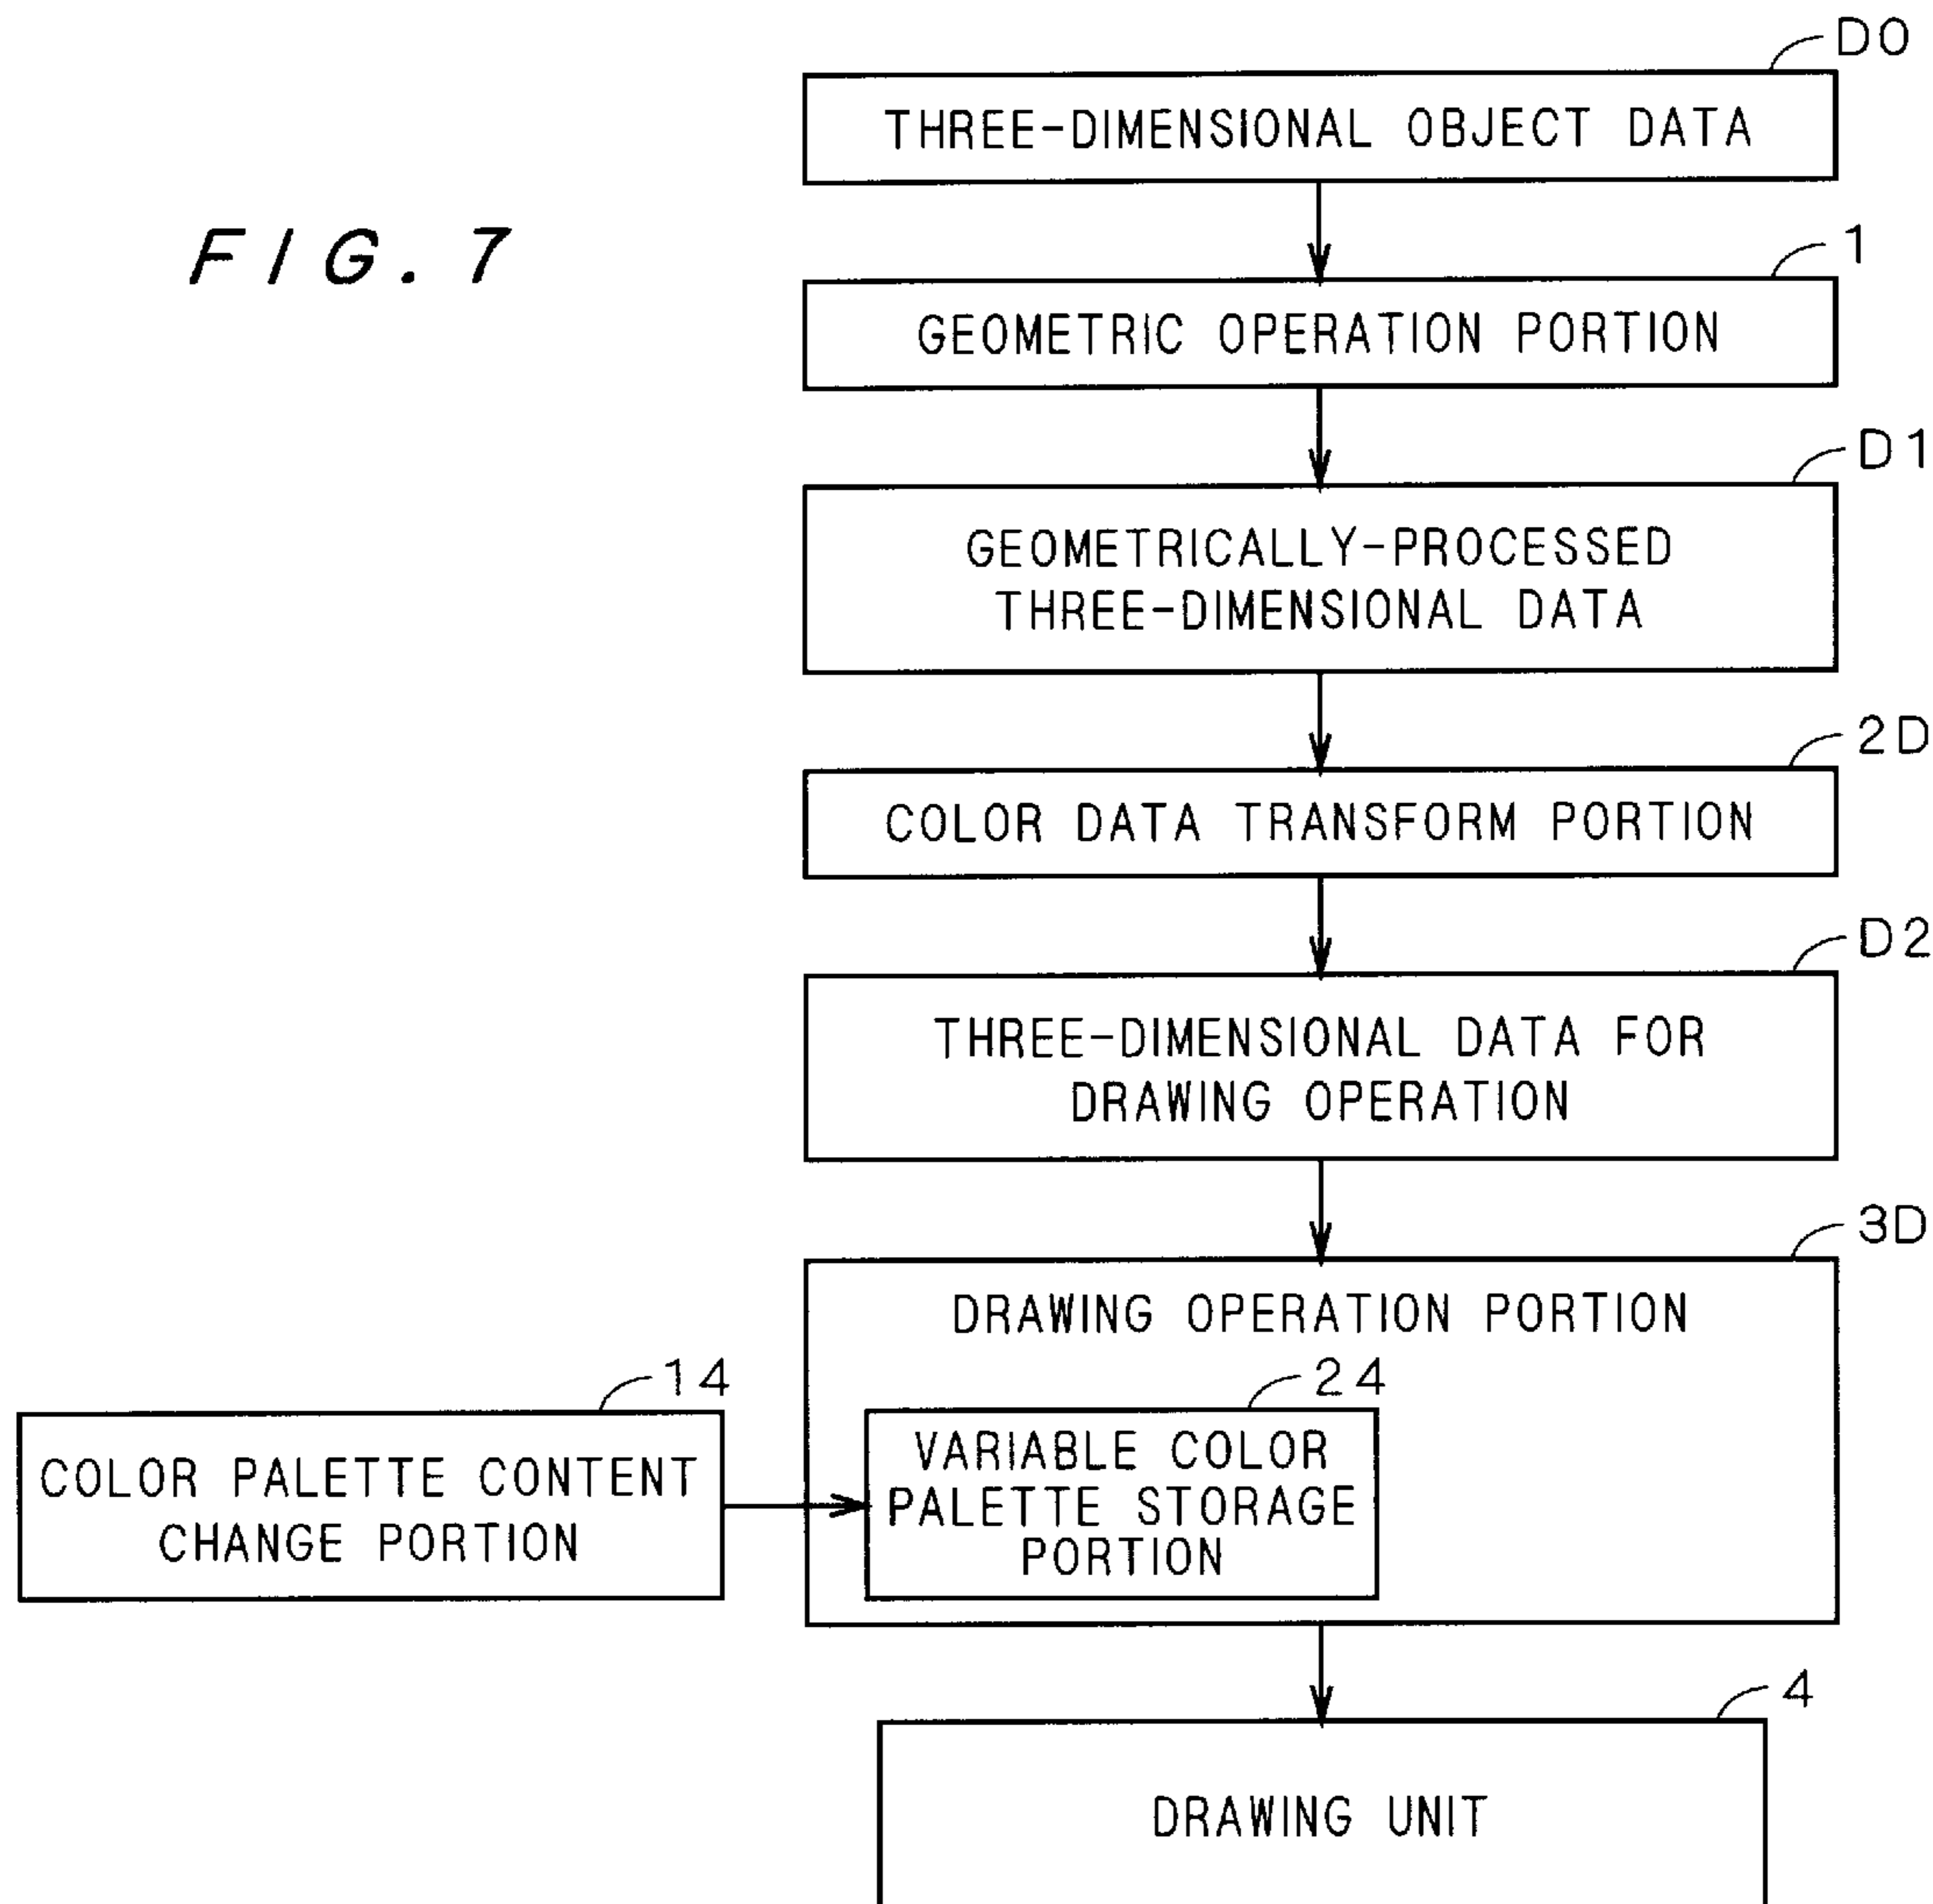 D0
THREE-DIMENSIONAL OBJECT DATA
FIG. 7
1
GEOMETRIC OPERATION PORTION
D1
GEOMETRICALLY-PROCESSED
THREE-DIMENSIONAL DATA
2D
COLOR DATA TRANSFORM PORTION
D2
THREE-DIMENSIONAL DATA FOR
DRAWING OPERATION
3D
DRAWING OPERATION PORTION
14
COLOR PALETTE CONTENT
CHANGE PORTION
24
VARIABLE COLOR
PALETTE STORAGE
PORTION
4
DRAWING UNIT